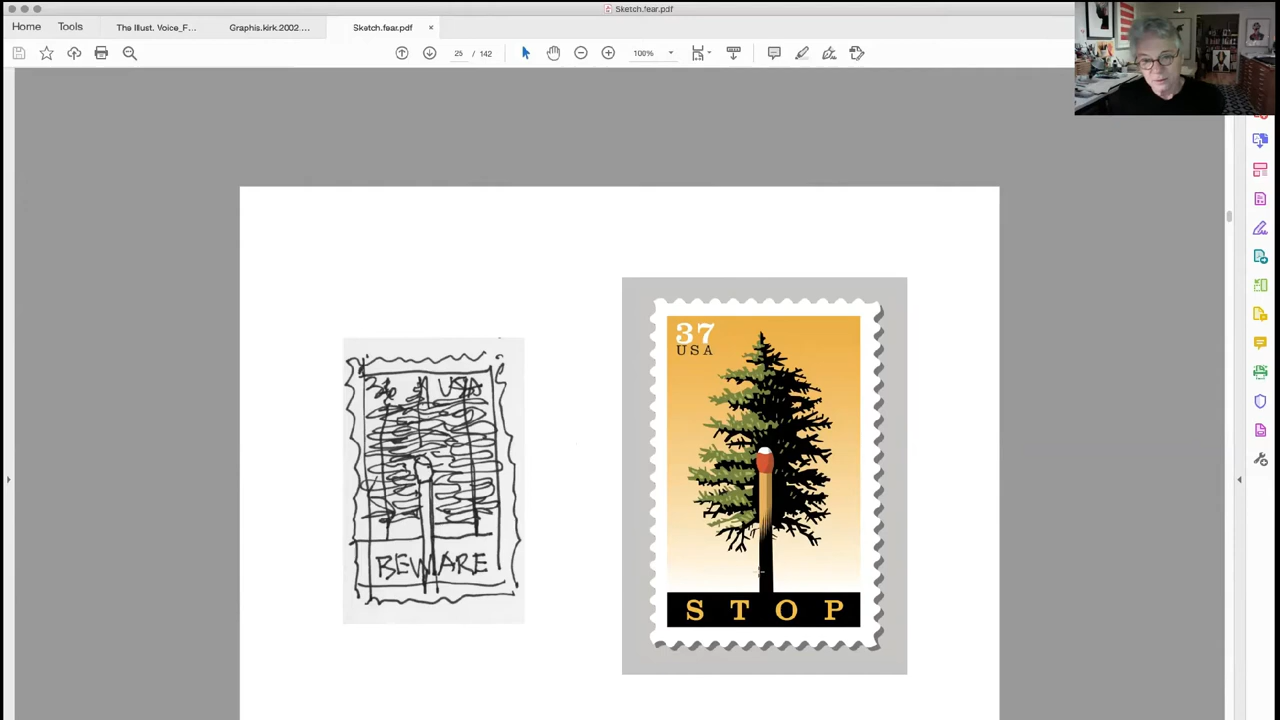 Sketch.fear.pdf
Home Tools The Illust. Voice_F... Graphis.kirk.2002.... Sketch.fear.pdf ×
25 / 142 100%
USA
BEWARE
37
USA
STOP